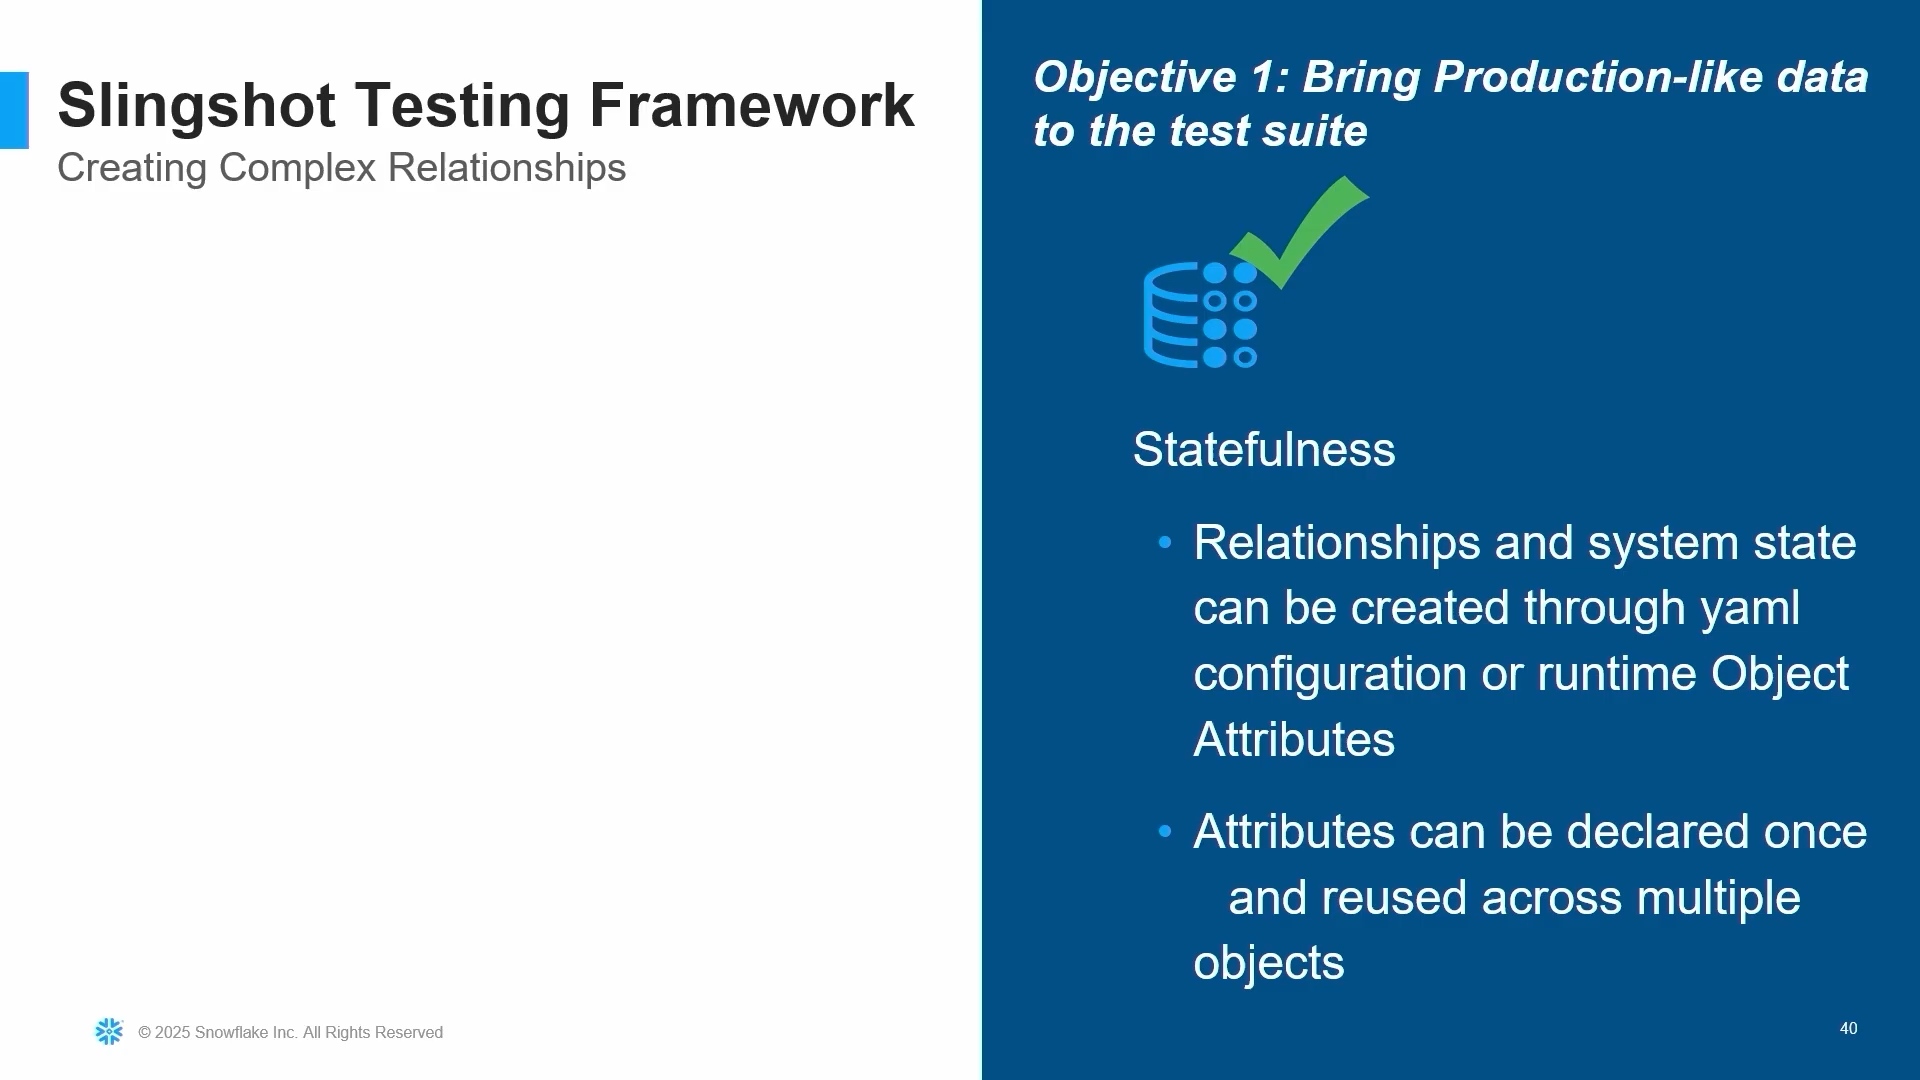 Slingshot Testing Framework
Creating Complex Relationships
Objective 1: Bring Production-like data
to the test suite
Statefulness
• Relationships and system state
can be created through yaml
configuration or runtime Object
Attributes
• Attributes can be declared once
and reused across multiple
objects
© 2025 Snowflake Inc. All Rights Reserved
40